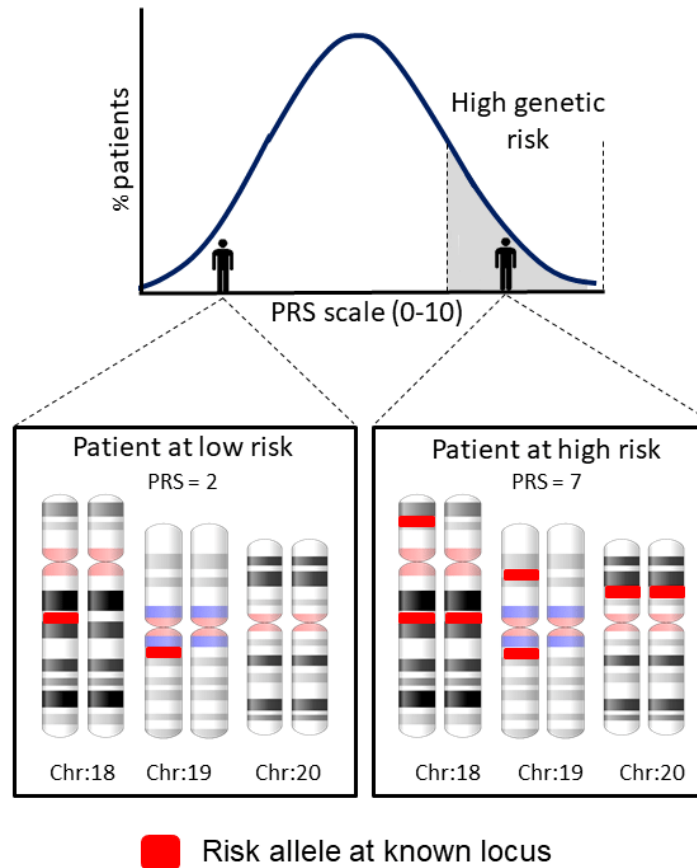 High genetic
risk
% patients
PRS scale (0-10)
Patient at low risk
PRS = 2
Chr:18
Chr:19
Chr:20
Patient at high risk
PRS = 7
Chr:18
Chr:19
Chr:20
Risk allele at known locus